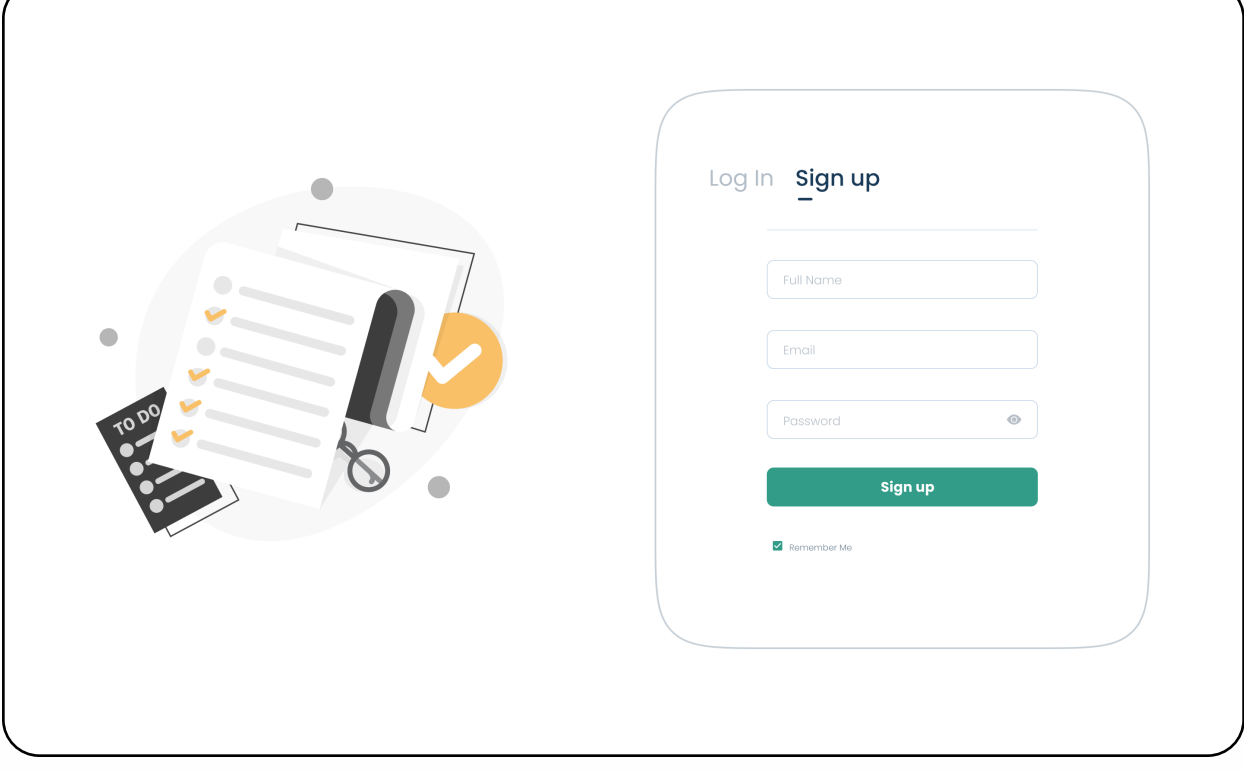 Log In Sign up
Full Name
Email
Password
Sign up
Remember Me
TO DO